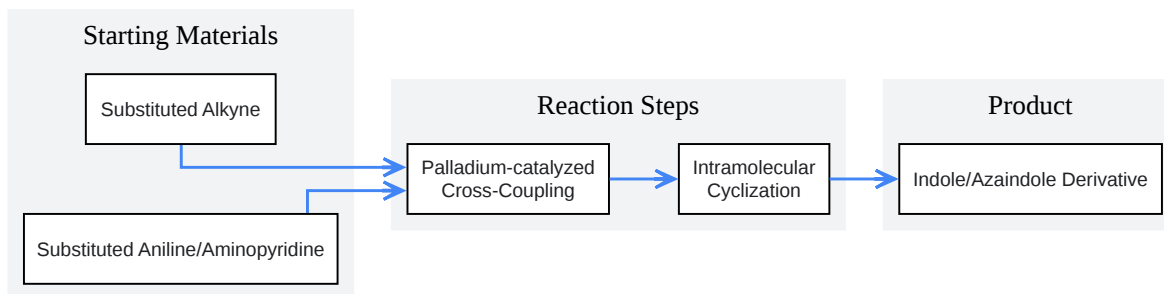 Starting Materials
Substituted Alkyne
Substituted Aniline/Aminopyridine
Reaction Steps
Palladium-catalyzed
Cross-Coupling
Intramolecular
Cyclization
Product
Indole/Azaindole Derivative